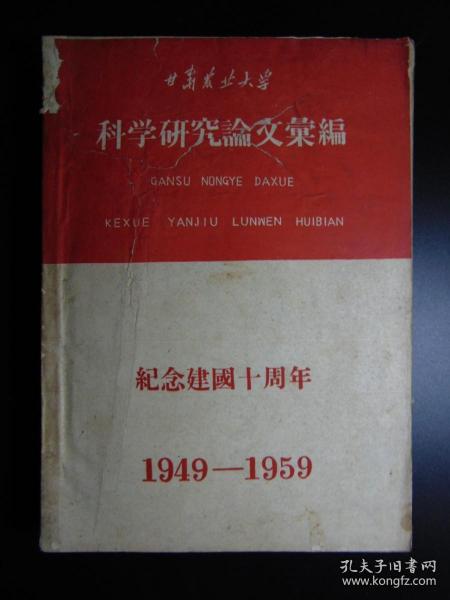 甘肃农业大学
科学研究論文彙編
GANSU NONGYE DAXUE
KEXUE YANJIU LUNWEN HUIBIAN
紀念建國十周年
1949—1959
孔夫子旧书网
www.kongfz.com